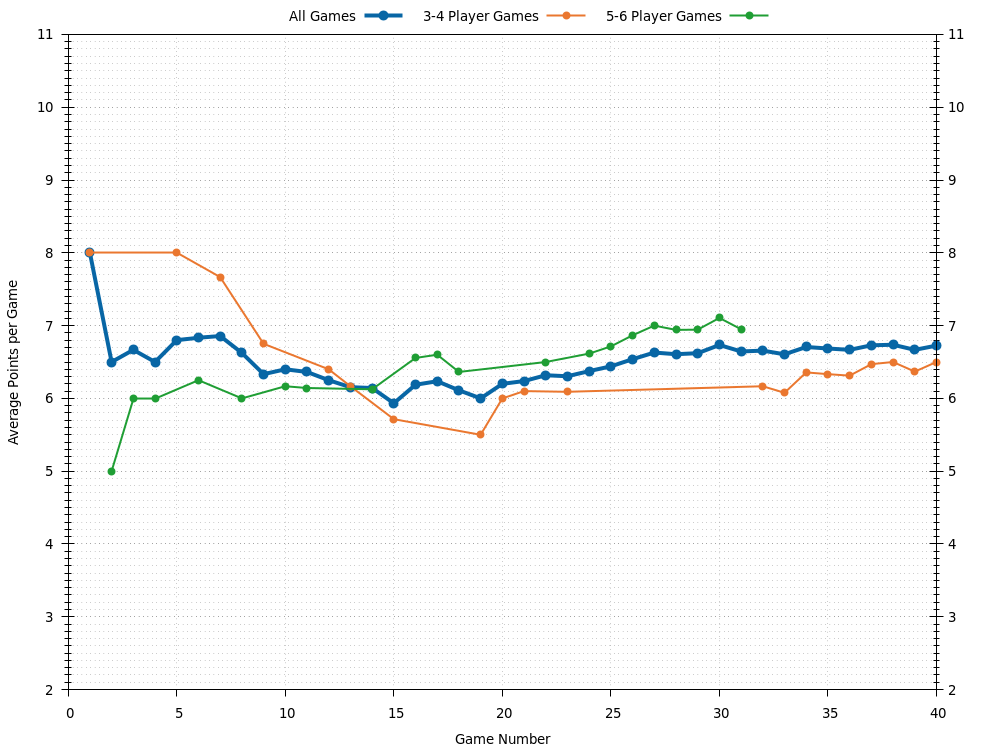 All Games 3-4 Player Games 5-6 Player Games
11 11
10 10
9 9
8 8
7 7
6 6
5 5
4 4
3 3
2 2
Average Points per Game
0 5 10 15 20 25 30 35 40
Game Number